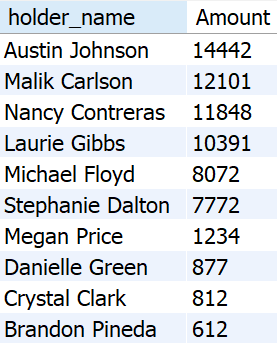 holder_name Amount
Austin Johnson 14442
Malik Carlson 12101
Nancy Contreras 11848
Laurie Gibbs 10391
Michael Floyd 8072
Stephanie Dalton 7772
Megan Price 1234
Danielle Green 877
Crystal Clark 812
Brandon Pineda 612